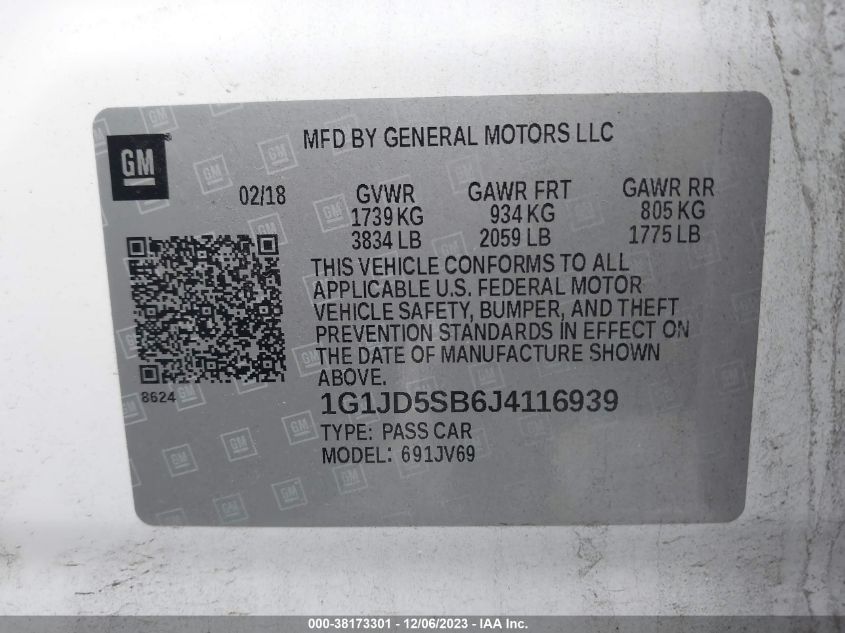 MFD BY GENERAL MOTORS LLC
GM
02/18
GVWR GAWR FRT GAWR RR
1739 KG 934 KG 805 KG
3834 LB 2059 LB 1775 LB
THIS VEHICLE CONFORMS TO ALL
APPLICABLE U.S. FEDERAL MOTOR
VEHICLE SAFETY, BUMPER, AND THEFT
PREVENTION STANDARDS IN EFFECT ON
THE DATE OF MANUFACTURE SHOWN
ABOVE.
8624
1G1JD5SB6J4116939
TYPE: PASS CAR
MODEL: 691JV69
000-38173301 - 12/06/2023 - IAA Inc.